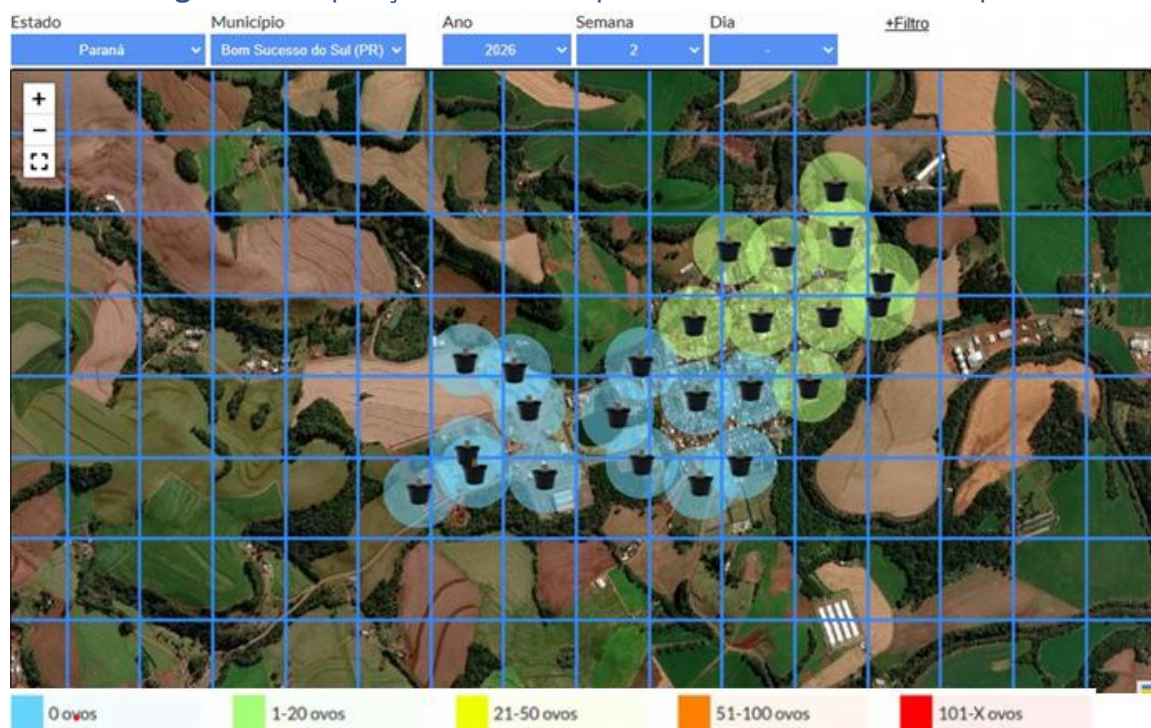 Estado Município Ano Semana Dia +Filtro
Paraná Bom Sucesso do Sul (PR) 2026 2 -
+
−
0 ovos 1-20 ovos 21-50 ovos 51-100 ovos 101-X ovos